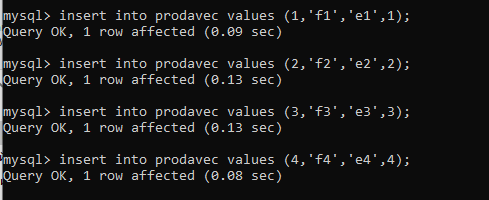 mysql> insert into prodavec values (1,'f1','e1',1);
Query OK, 1 row affected (0.09 sec)
mysql> insert into prodavec values (2,'f2','e2',2);
Query OK, 1 row affected (0.13 sec)
mysql> insert into prodavec values (3,'f3','e3',3);
Query OK, 1 row affected (0.13 sec)
mysql> insert into prodavec values (4,'f4','e4',4);
Query OK, 1 row affected (0.08 sec)